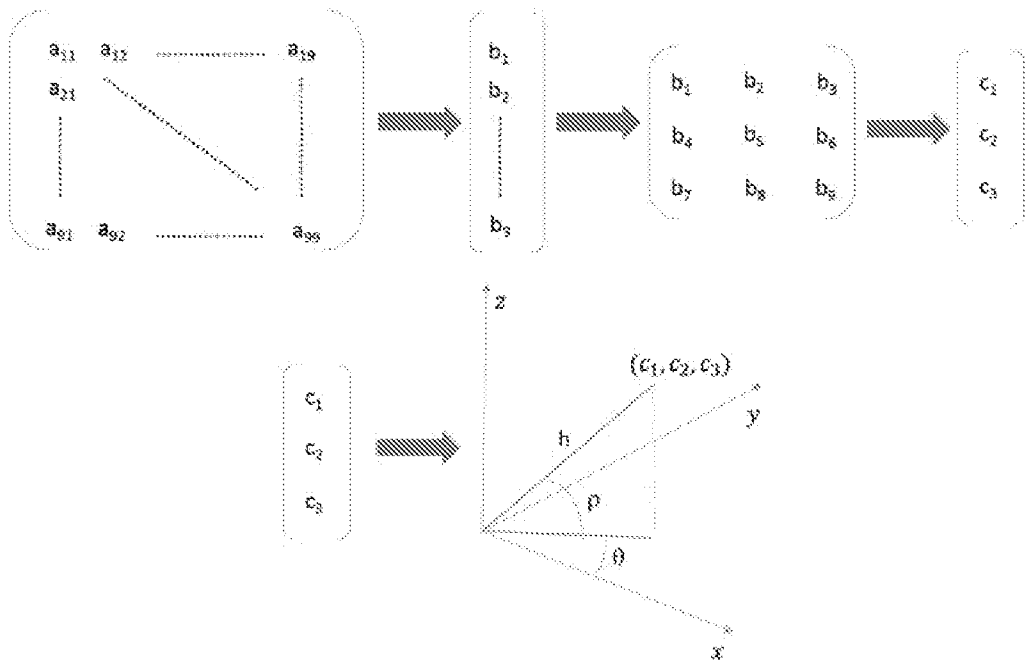 a₁₁ a₁₂ a₁₉
a₂₁
a₉₁ a₉₂ a₉₉
b₁
b₂
b₉
b₁ b₂ b₃
b₄ b₅ b₆
b₇ b₈ b₉
c₁
c₂
c₃
z
(c₁, c₂, c₃)
y
h
ρ
θ
x
c₁
c₂
c₃